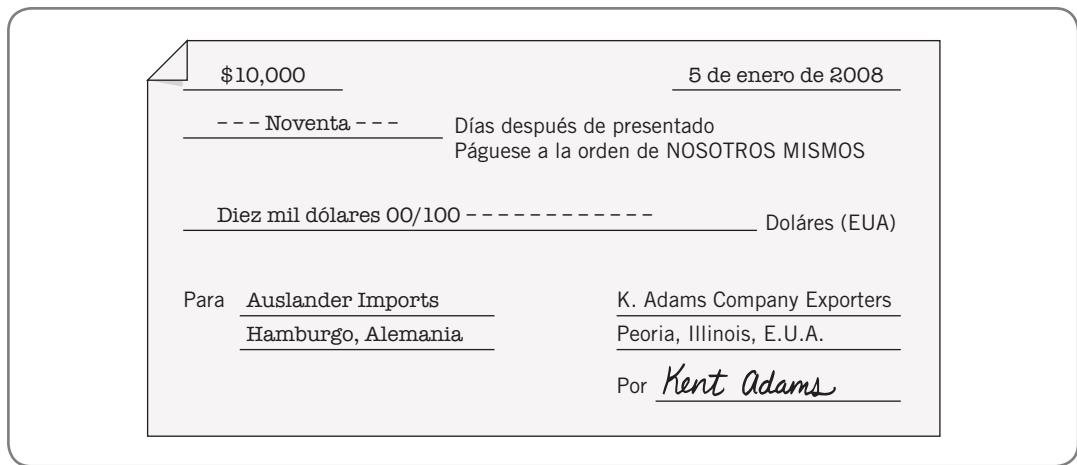 $10,000 5 de enero de 2008
– – – Noventa – – – Días después de presentado
Páguese a la orden de NOSOTROS MISMOS
Diez mil dólares 00/100 – – – – – – – – – – – – Doláres (EUA)
Para Auslander Imports K. Adams Company Exporters
Hamburgo, Alemania Peoria, Illinois, E.U.A.
Por Kent Adams